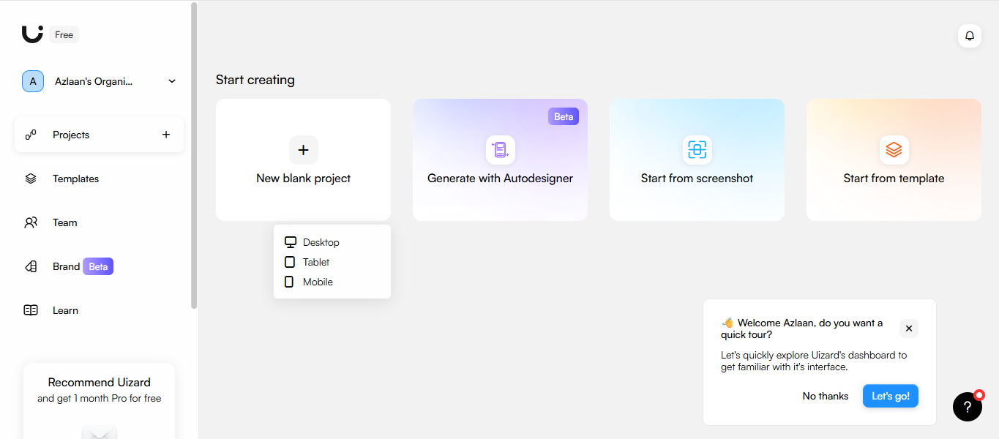 Free
A
Azlaan's Organi...
Projects
Templates
Team
Brand Beta
Learn
Recommend Uizard
and get 1 month Pro for free
Start creating
New blank project
Beta
Generate with Autodesigner
Start from screenshot
Start from template
Desktop
Tablet
Mobile
👋 Welcome Azlaan, do you want a
quick tour?
Let's quickly explore Uizard's dashboard to
get familiar with it's interface.
No thanks
Let's go!
?